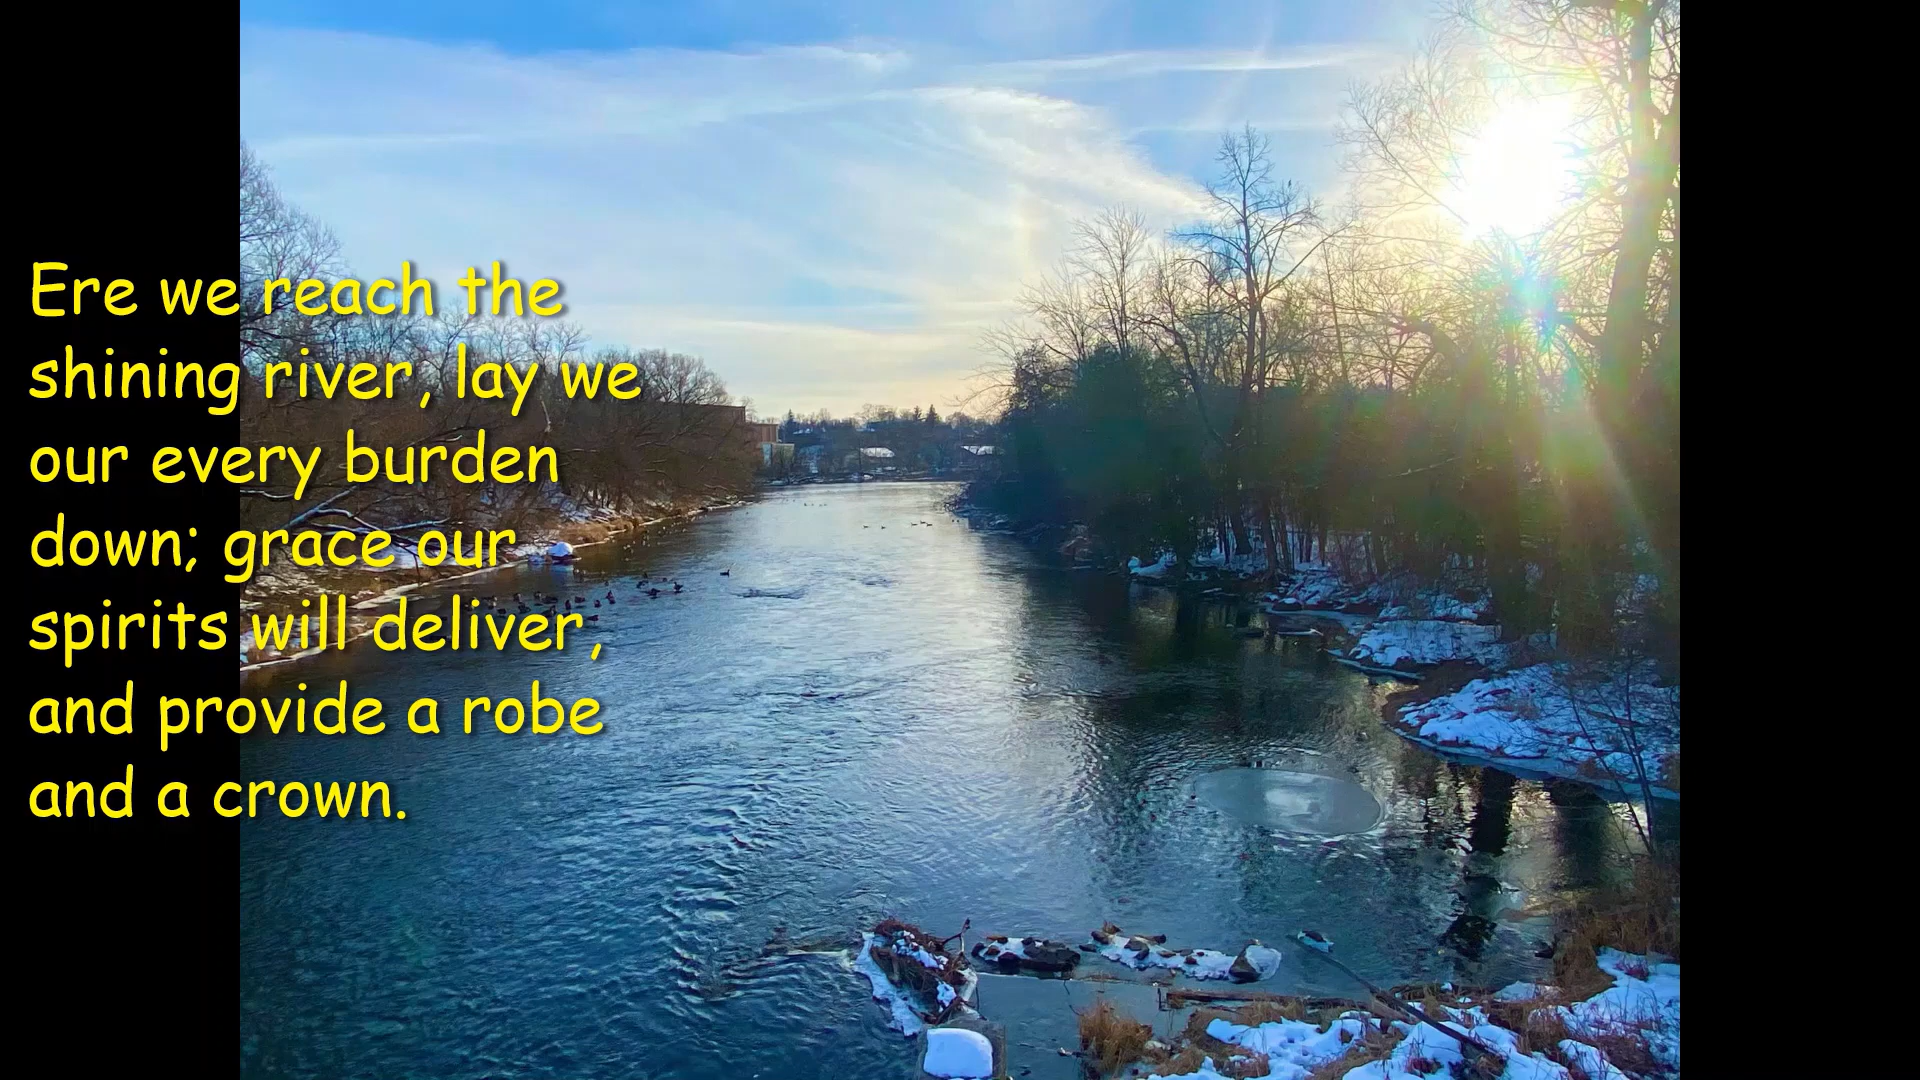 Ere we reach the
shining river, lay we
our every burden
down; grace our
spirits will deliver,
and provide a robe
and a crown.